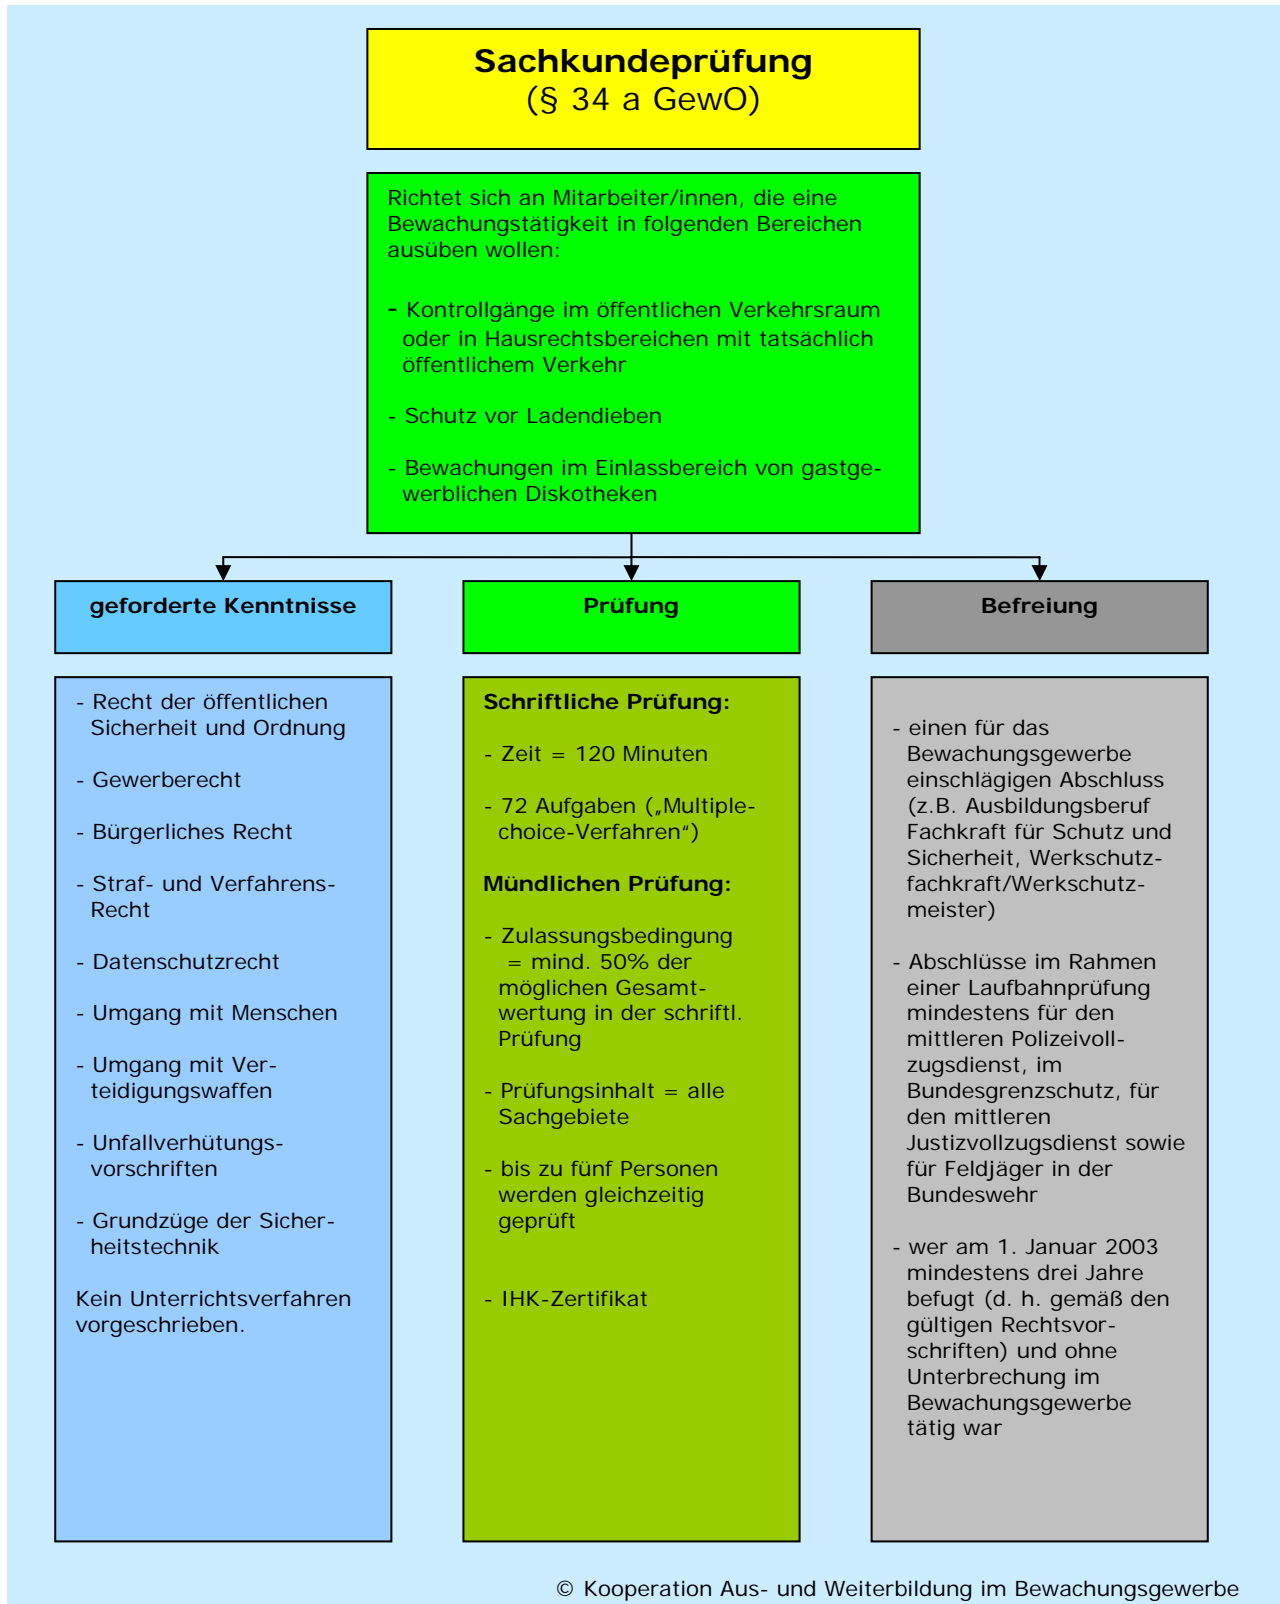 Sachkundeprüfung
(§ 34 a GewO)
Richtet sich an Mitarbeiter/innen, die eine
Bewachungstätigkeit in folgenden Bereichen
ausüben wollen:
- Kontrollgänge im öffentlichen Verkehrsraum
oder in Hausrechtsbereichen mit tatsächlich
öffentlichem Verkehr
- Schutz vor Ladendieben
- Bewachungen im Einlassbereich von gastge-
werblichen Diskotheken
geforderte Kenntnisse
- Recht der öffentlichen
Sicherheit und Ordnung
- Gewerberecht
- Bürgerliches Recht
- Straf- und Verfahrens-
Recht
- Datenschutzrecht
- Umgang mit Menschen
- Umgang mit Ver-
teidigungswaffen
- Unfallverhütungs-
vorschriften
- Grundzüge der Sicher-
heitstechnik
Kein Unterrichtsverfahren
vorgeschrieben.
Prüfung
Schriftliche Prüfung:
- Zeit = 120 Minuten
- 72 Aufgaben („Multiple-
choice-Verfahren“)
Mündlichen Prüfung:
- Zulassungsbedingung
= mind. 50% der
möglichen Gesamt-
wertung in der schriftl.
Prüfung
- Prüfungsinhalt = alle
Sachgebiete
- bis zu fünf Personen
werden gleichzeitig
geprüft
- IHK-Zertifikat
Befreiung
- einen für das
Bewachungsgewerbe
einschlägigen Abschluss
(z.B. Ausbildungsberuf
Fachkraft für Schutz und
Sicherheit, Werkschutz-
fachkraft/Werkschutz-
meister)
- Abschlüsse im Rahmen
einer Laufbahnprüfung
mindestens für den
mittleren Polizeivoll-
zugsdienst, im
Bundesgrenzschutz, für
den mittleren
Justizvollzugsdienst sowie
für Feldjäger in der
Bundeswehr
- wer am 1. Januar 2003
mindestens drei Jahre
befugt (d. h. gemäß den
gültigen Rechtsvor-
schriften) und ohne
Unterbrechung im
Bewachungsgewerbe
tätig war
© Kooperation Aus- und Weiterbildung im Bewachungsgewerbe